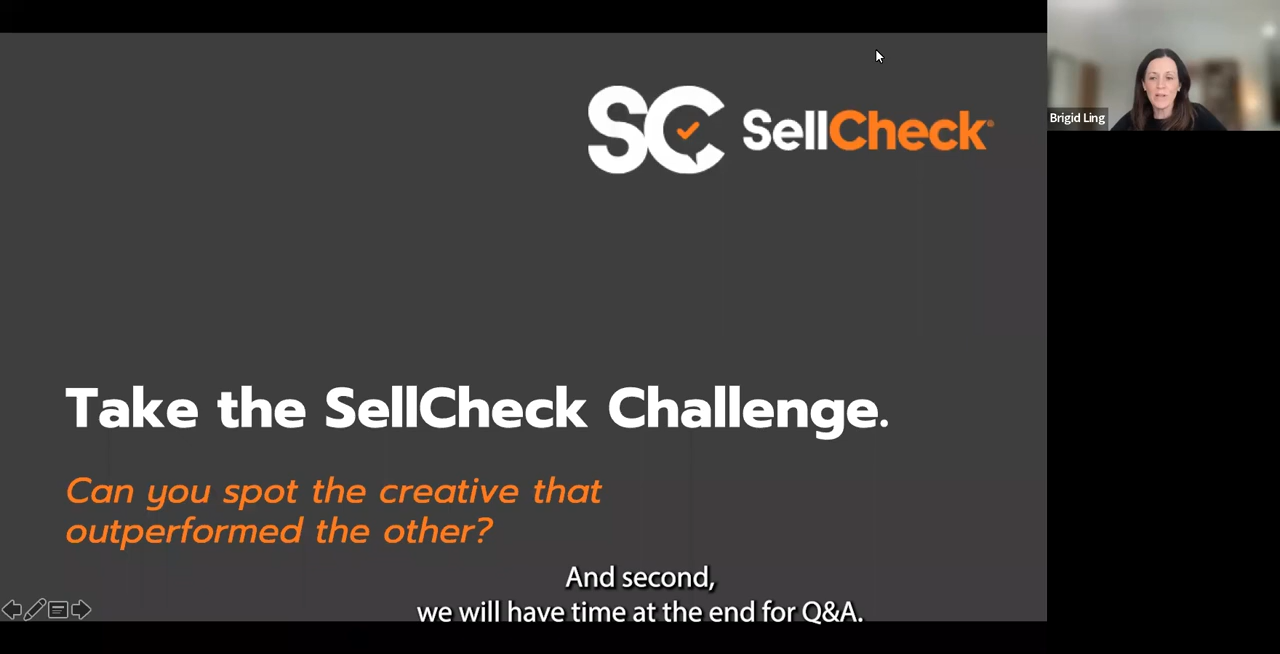 SC SellCheck®
Brigid Ling
Take the SellCheck Challenge.
Can you spot the creative that
outperformed the other?
And second,
we will have time at the end for Q&A.